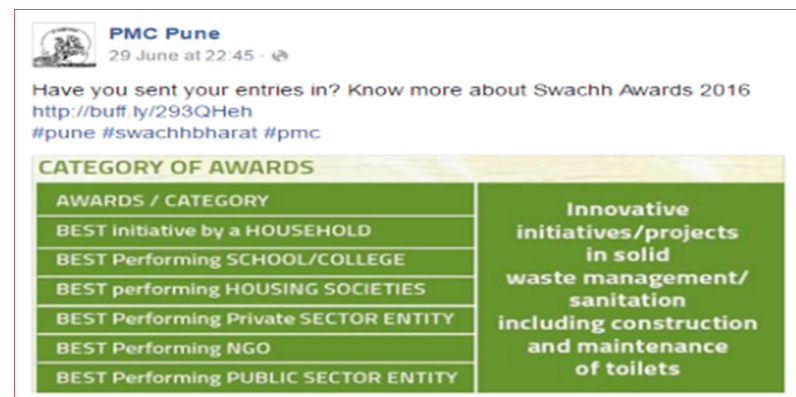 PMC Pune
29 June at 22:45 ·
Have you sent your entries in? Know more about Swachh Awards 2016
http://buff.ly/293QHeh
#pune #swachhbharat #pmc
CATEGORY OF AWARDS
AWARDS / CATEGORY
BEST initiative by a HOUSEHOLD
BEST Performing SCHOOL/COLLEGE
BEST performing HOUSING SOCIETIES
BEST Performing Private SECTOR ENTITY
BEST Performing NGO
BEST Performing PUBLIC SECTOR ENTITY
Innovative
initiatives/projects
in solid
waste management/
sanitation
including construction
and maintenance
of toilets